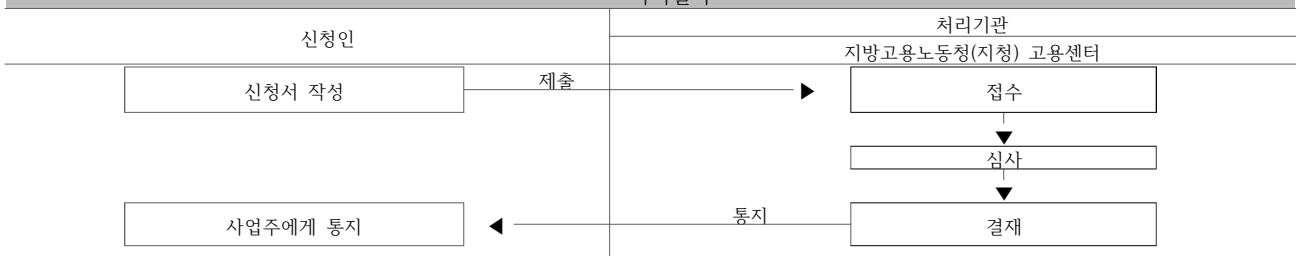 신청인
처리기관
지방고용노동청(지청) 고용센터
신청서 작성
제출
접수
심사
사업주에게 통지
통지
결재